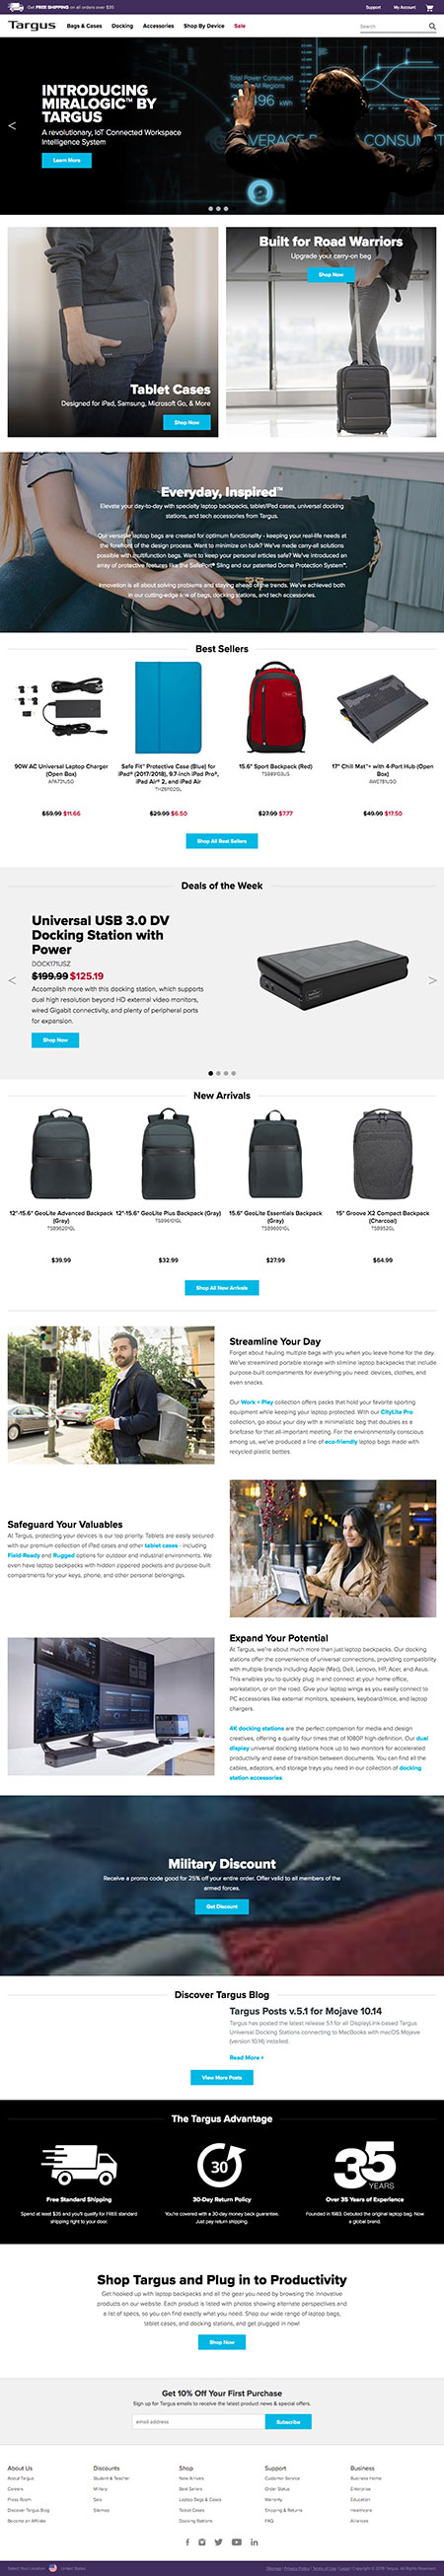 Get FREE SHIPPING on all orders over $35
Support
My Account
Targus
Bags & Cases
Docking
Accessories
Shop By Device
Sale
Search
INTRODUCING
MIRALOGIC™ BY
TARGUS
A revolutionary, IoT Connected Workspace
Intelligence System
Learn More
Total Power Consumed
kWh
Tablet Cases
Designed for iPad, Samsung, Microsoft Go, & More
Shop Now
Built for Road Warriors
Upgrade your carry-on bag
Shop Now
Everyday, Inspired™
Elevate your day-to-day with specialty laptop backpacks, tablet/iPad cases, universal docking
stations, and tech accessories from Targus.
Our versatile laptop bags are created for optimum functionality - keeping your real-life needs at
the forefront of the design process. Want to minimize on bulk? We've made carry-all solutions
possible with multifunction bags. Want to keep your personal articles safe? We've introduced an
array of protective features like the SafePort® Sling and our patented Dome Protection System™.
Innovation is all about solving problems and staying ahead of the trends. We've achieved both
in our cutting-edge line of bags, docking stations, and tech accessories.
Best Sellers
90W AC Universal Laptop Charger
(Open Box)
APA731USO
$59.99 $11.66
Safe Fit™ Protective Case (Blue) for
iPad® (2017/2018), 9.7-inch iPad Pro®,
iPad Air® 2, and iPad Air
THZ61102GL
$29.99 $6.50
15.6" Sport Backpack (Red)
TSB89103US
$27.99 $7.77
17" Chill Mat™+ with 4-Port Hub (Open
Box)
AWE781USO
$49.99 $17.50
Shop All Best Sellers
Deals of the Week
Universal USB 3.0 DV
Docking Station with
Power
DOCK171USZ
$199.99 $125.19
Accomplish more with this docking station, which supports
dual high resolution beyond HD external video monitors,
wired Gigabit connectivity, and plenty of peripheral ports
for expansion.
Shop Now
New Arrivals
12"-15.6" GeoLite Advanced Backpack
(Gray)
TSB96201GL
$39.99
12"-15.6" GeoLite Plus Backpack (Gray)
TSB96101GL
$32.99
15.6" GeoLite Essentials Backpack
(Gray)
TSB96001GL
$27.99
15" Groove X2 Compact Backpack
(Charcoal)
TSB952GL
$64.99
Shop All New Arrivals
Streamline Your Day
Forget about hauling multiple bags with you when you leave home for the day.
We've streamlined portable storage with slimline laptop backpacks that include
purpose-built compartments for everything you need: devices, clothes, and
even snacks.
Our Work + Play collection offers packs that hold your favorite sporting
equipment while keeping your laptop protected. With our CityLite Pro
collection, go about your day with a minimalistic bag that doubles as a
briefcase for that all-important meeting. For the environmentally conscious
among us, we've produced a line of eco-friendly laptop bags made with
recycled plastic bottles.
Safeguard Your Valuables
At Targus, protecting your devices is our top priority. Tablets are easily secured
with our premium collection of iPad cases and other tablet cases - including
Field-Ready and Rugged options for outdoor and industrial environments. We
even have laptop backpacks with hidden zippered pockets and purpose-built
compartments for your keys, phone, and other personal belongings.
Expand Your Potential
At Targus, we're about much more than just laptop backpacks. Our docking
stations offer the convenience of universal connections, providing compatibility
with multiple brands including Apple (Mac), Dell, Lenovo, HP, Acer, and Asus.
This enables you to quickly plug in and connect at your home office,
workstation, or on the road. Give your laptop wings as you easily connect to
PC accessories like external monitors, speakers, keyboard/mice, and laptop
chargers.
4K docking stations are the perfect companion for media and design
creatives, offering a quality four times that of 1080P high-definition. Our dual
display universal docking stations hook up to two monitors for accelerated
productivity and ease of transition between documents. You can find all the
cables, adaptors, and storage trays you need in our collection of docking
station accessories.
Military Discount
Receive a promo code good for 25% off your entire order. Offer valid to all members of the
armed forces.
Get Discount
Discover Targus Blog
Targus Posts v.5.1 for Mojave 10.14
Targus has posted the latest release 5.1 for all DisplayLink-based Targus
Universal Docking Stations connecting to MacBooks with macOS Mojave
(version 10.14) installed.
Read More +
View More Posts
The Targus Advantage
30
35
YEARS
Free Standard Shipping
Spend at least $35 and you'll qualify for FREE standard
shipping right to your door.
30-Day Return Policy
You're covered with a 30-day money back guarantee.
Just pay return shipping.
Over 35 Years of Experience
Founded in 1983. Debuted the original laptop bag. Now
a global brand.
Shop Targus and Plug in to Productivity
Get hooked up with laptop backpacks and all the gear you need by browsing the innovative
products on our website. Each product is listed with photos showing alternate perspectives and
a list of specs, so you can find exactly what you need. Shop our wide range of laptop bags,
tablet cases, and docking stations, and get plugged in now!
Shop Now
Get 10% Off Your First Purchase
Sign up for Targus emails to receive the latest product news & special offers.
email address
Subscribe
About Us
About Targus
Careers
Press Room
Discover Targus Blog
Become an Affiliate
Discounts
Student & Teacher
Military
Sale
Sitemap
Shop
New Arrivals
Best Sellers
Laptop Bags & Cases
Tablet Cases
Docking Stations
Support
Customer Service
Order Status
Warranty
Shipping & Returns
FAQ
Business
Business Home
Enterprise
Education
Healthcare
Alliances
Select Your Location
United States
Sitemap | Privacy Policy | Terms of Use | Legal | Copyright © 2018 Targus. All Rights Reserved.